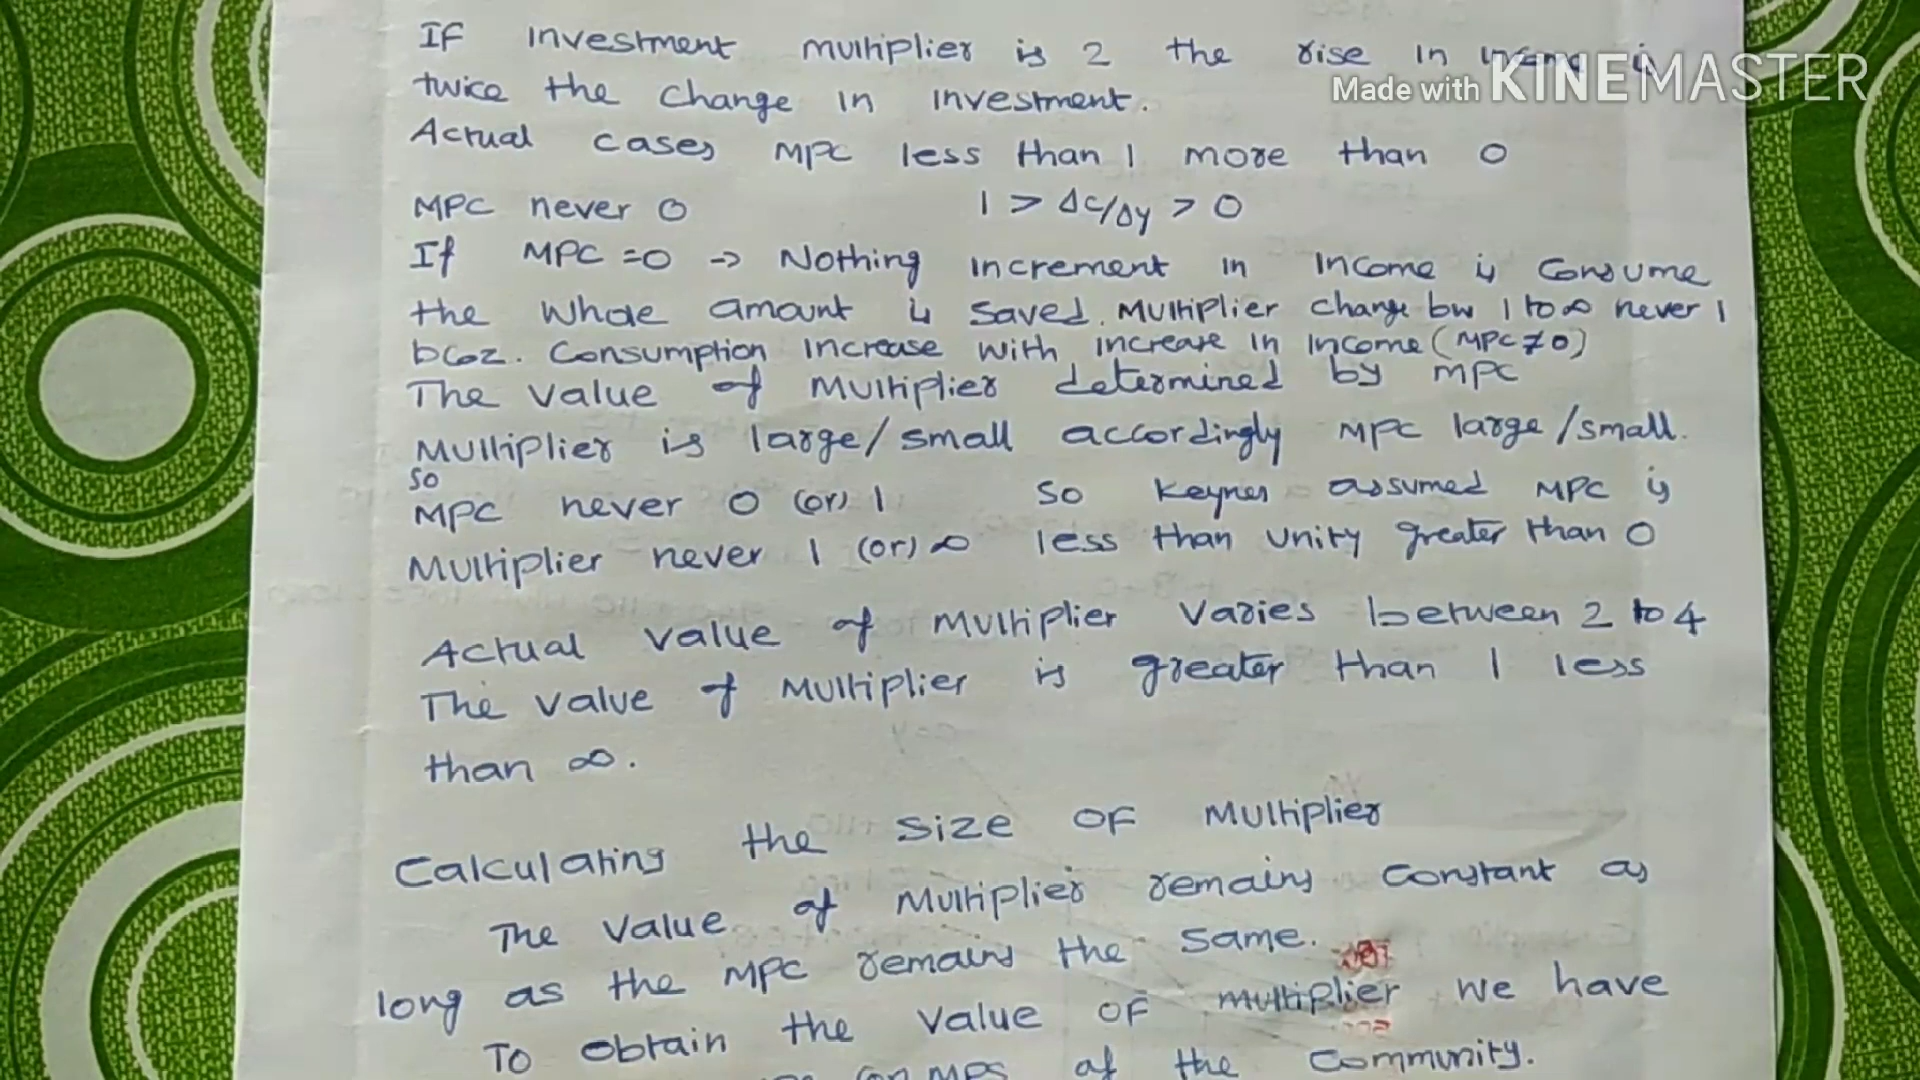 If investment multiplier is 2 the rise in income is
Made with KINEMASTER
twice the change in investment.
Actual cases MPC less than 1 more than 0
MPC never 0 1 > ΔC/ΔY > 0
If MPC =0 -> Nothing increment in income is consume
the whole amount is saved. Multiplier change bw 1 to ∞ never 1
bcoz. Consumption increase with increase in income (MPC ≠ 0)
The value of multiplier determined by MPC
Multiplier is large/small accordingly MPC large/small.
so
MPC never 0 (or) 1 So Keynes assumed MPC is
Multiplier never 1 (or) ∞ less than unity greater than 0
Actual value of multiplier varies between 2 to 4
The value of multiplier is greater than 1 less
than ∞.
Calculating the size of multiplier
The value of multiplier remains constant as
long as the MPC remains the same.
To obtain the value of multiplier we have
MPS of the community.